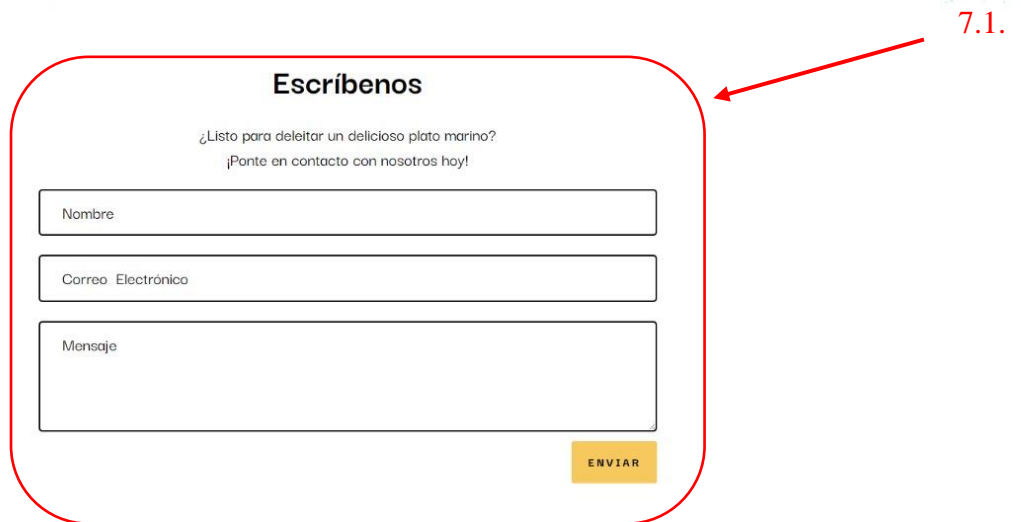 7.1.
Escríbenos
¿Listo para deleitar un delicioso plato marino?
¡Ponte en contacto con nosotros hoy!
Nombre
Correo Electrónico
Mensaje
ENVIAR